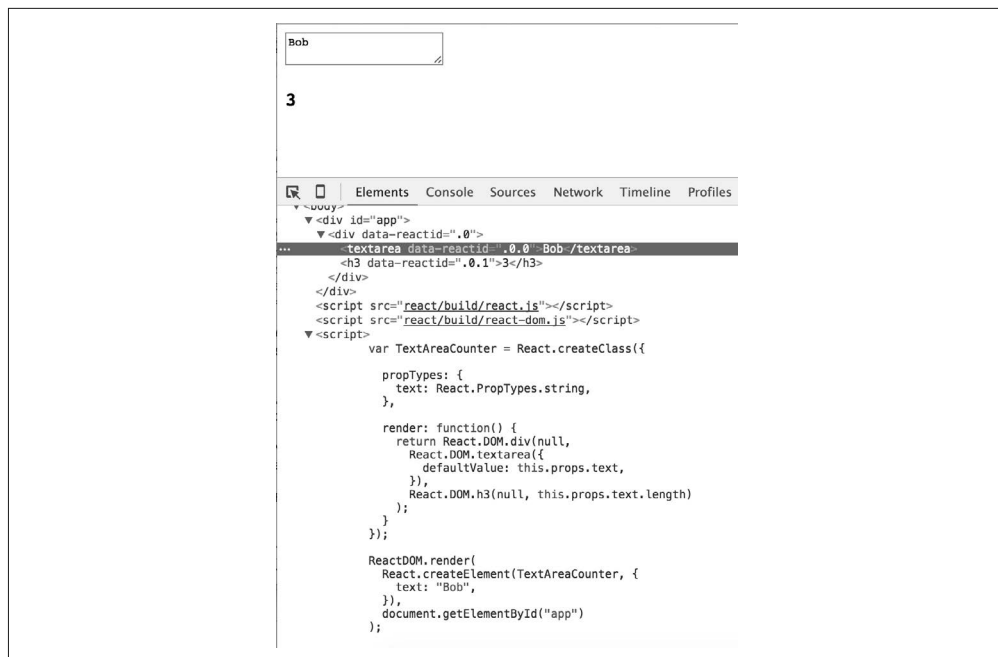 Bob
3
Elements Console Sources Network Timeline Profiles
▼<body>
▼<div id="app">
▼<div data-reactid=".0">
... <textarea data-reactid=".0.0">Bob</textarea>
<h3 data-reactid=".0.1">3</h3>
</div>
</div>
<script src="react/build/react.js"></script>
<script src="react/build/react-dom.js"></script>
▼<script>
var TextAreaCounter = React.createClass({
propTypes: {
text: React.PropTypes.string,
},
render: function() {
return React.DOM.div(null,
React.DOM.textarea({
defaultValue: this.props.text,
}),
React.DOM.h3(null, this.props.text.length)
);
}
});
ReactDOM.render(
React.createElement(TextAreaCounter, {
text: "Bob",
}),
document.getElementById("app")
);